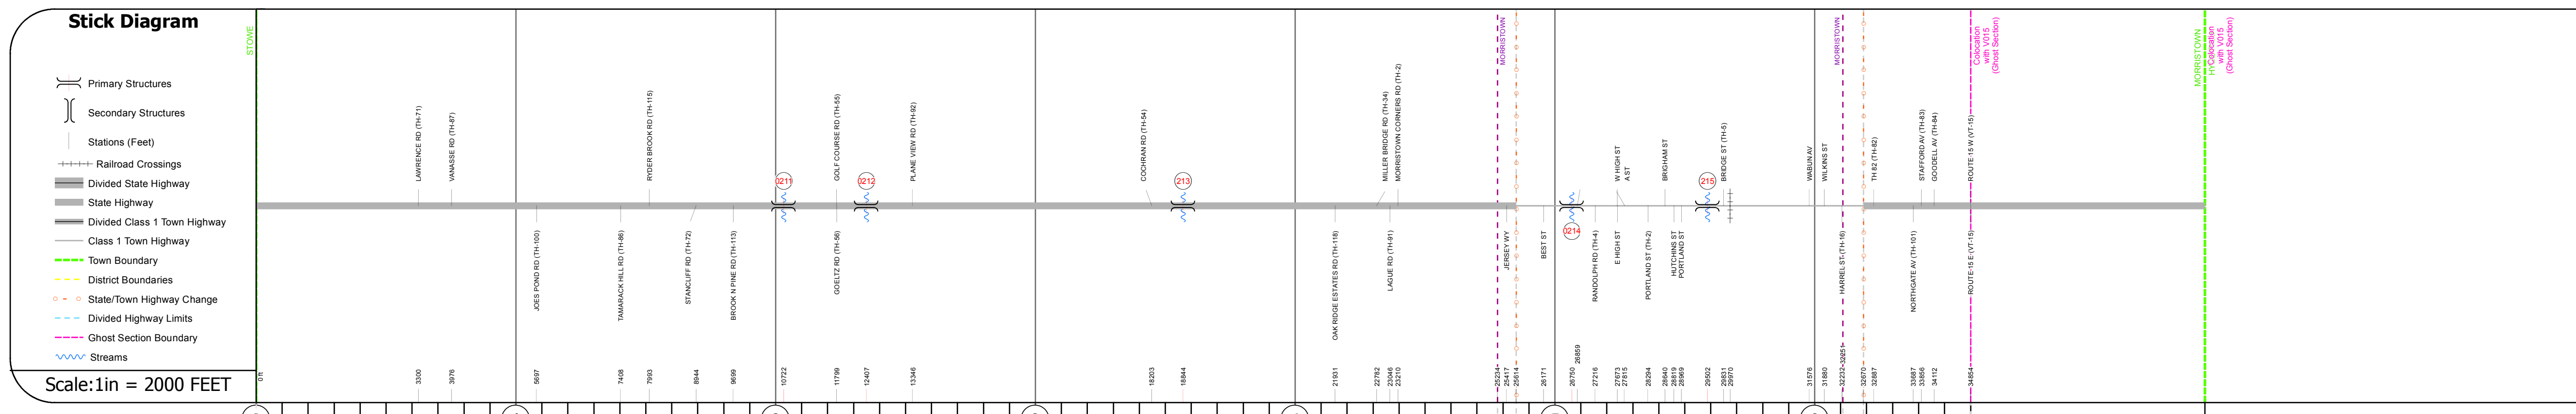 Stick Diagram
Primary Structures
Secondary Structures
Stations (Feet)
Railroad Crossings
Divided State Highway
State Highway
Divided Class 1 Town Highway
Class 1 Town Highway
Town Boundary
District Boundaries
State/Town Highway Change
Divided Highway Limits
Ghost Section Boundary
Streams
Scale:1in = 2000 FEET
STOWE
MORRISTOWN
MORRISTOWN
Colocation
with V015
(Ghost Section)
MORRISTOWN
Colocation
with V015
(Ghost Section)
LAWRENCE RD (TH-71)
VANASSE RD (TH-87)
RYDER BROOK RD (TH-115)
GOLF COURSE RD (TH-55)
PLANE VIEW RD (TH-92)
COCHRAN RD (TH-54)
MILLER BRIDGE RD (TH-34)
MORRISTOWN CORNERS RD (TH-2)
W HIGH ST
A ST
BRIGHAM ST
BRIDGE ST (TH-5)
WABUN AV
WILKINS ST
TH 82 (TH-82)
STAFFORD AV (TH-83)
GOODELL AV (TH-84)
ROUTE 15 W (VT-15)
0211
0212
213
0214
215
JOES POND RD (TH-100)
TAMARACK HILL RD (TH-86)
STANCLIFF RD (TH-72)
BROOK N PINE RD (TH-113)
GOELTZ RD (TH-56)
OAK RIDGE ESTATES RD (TH-118)
LAGUE RD (TH-91)
JERSEY WY
BEST ST
RANDOLPH RD (TH-4)
E HIGH ST
PORTLAND ST (TH-2)
HUTCHINS ST
PORTLAND ST
HARREL ST (TH-16)
NORTHGATE AV (TH-101)
ROUTE 15 E (VT-15)
0 ft
3300
3976
5697
7408
7993
8944
9699
10722
11799
12407
13346
18203
18844
21931
22782
23046
23210
25234
25417
25614
26171
26750
26859
27216
27673
27815
28294
28640
28819
28969
29502
29831
29970
31576
31880
32232
32251
32670
32887
33687
33856
34112
34854